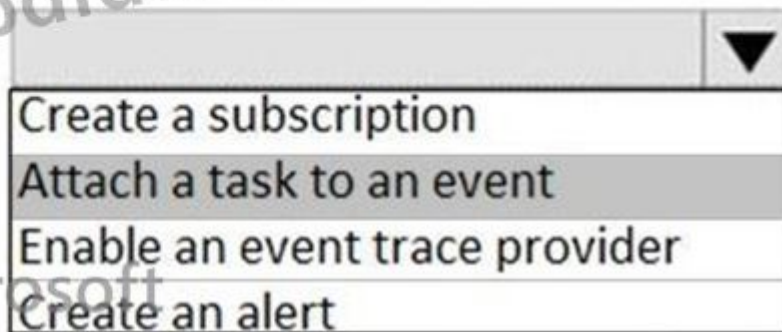 Create a subscription
Attach a task to an event
Enable an event trace provider
Create an alert